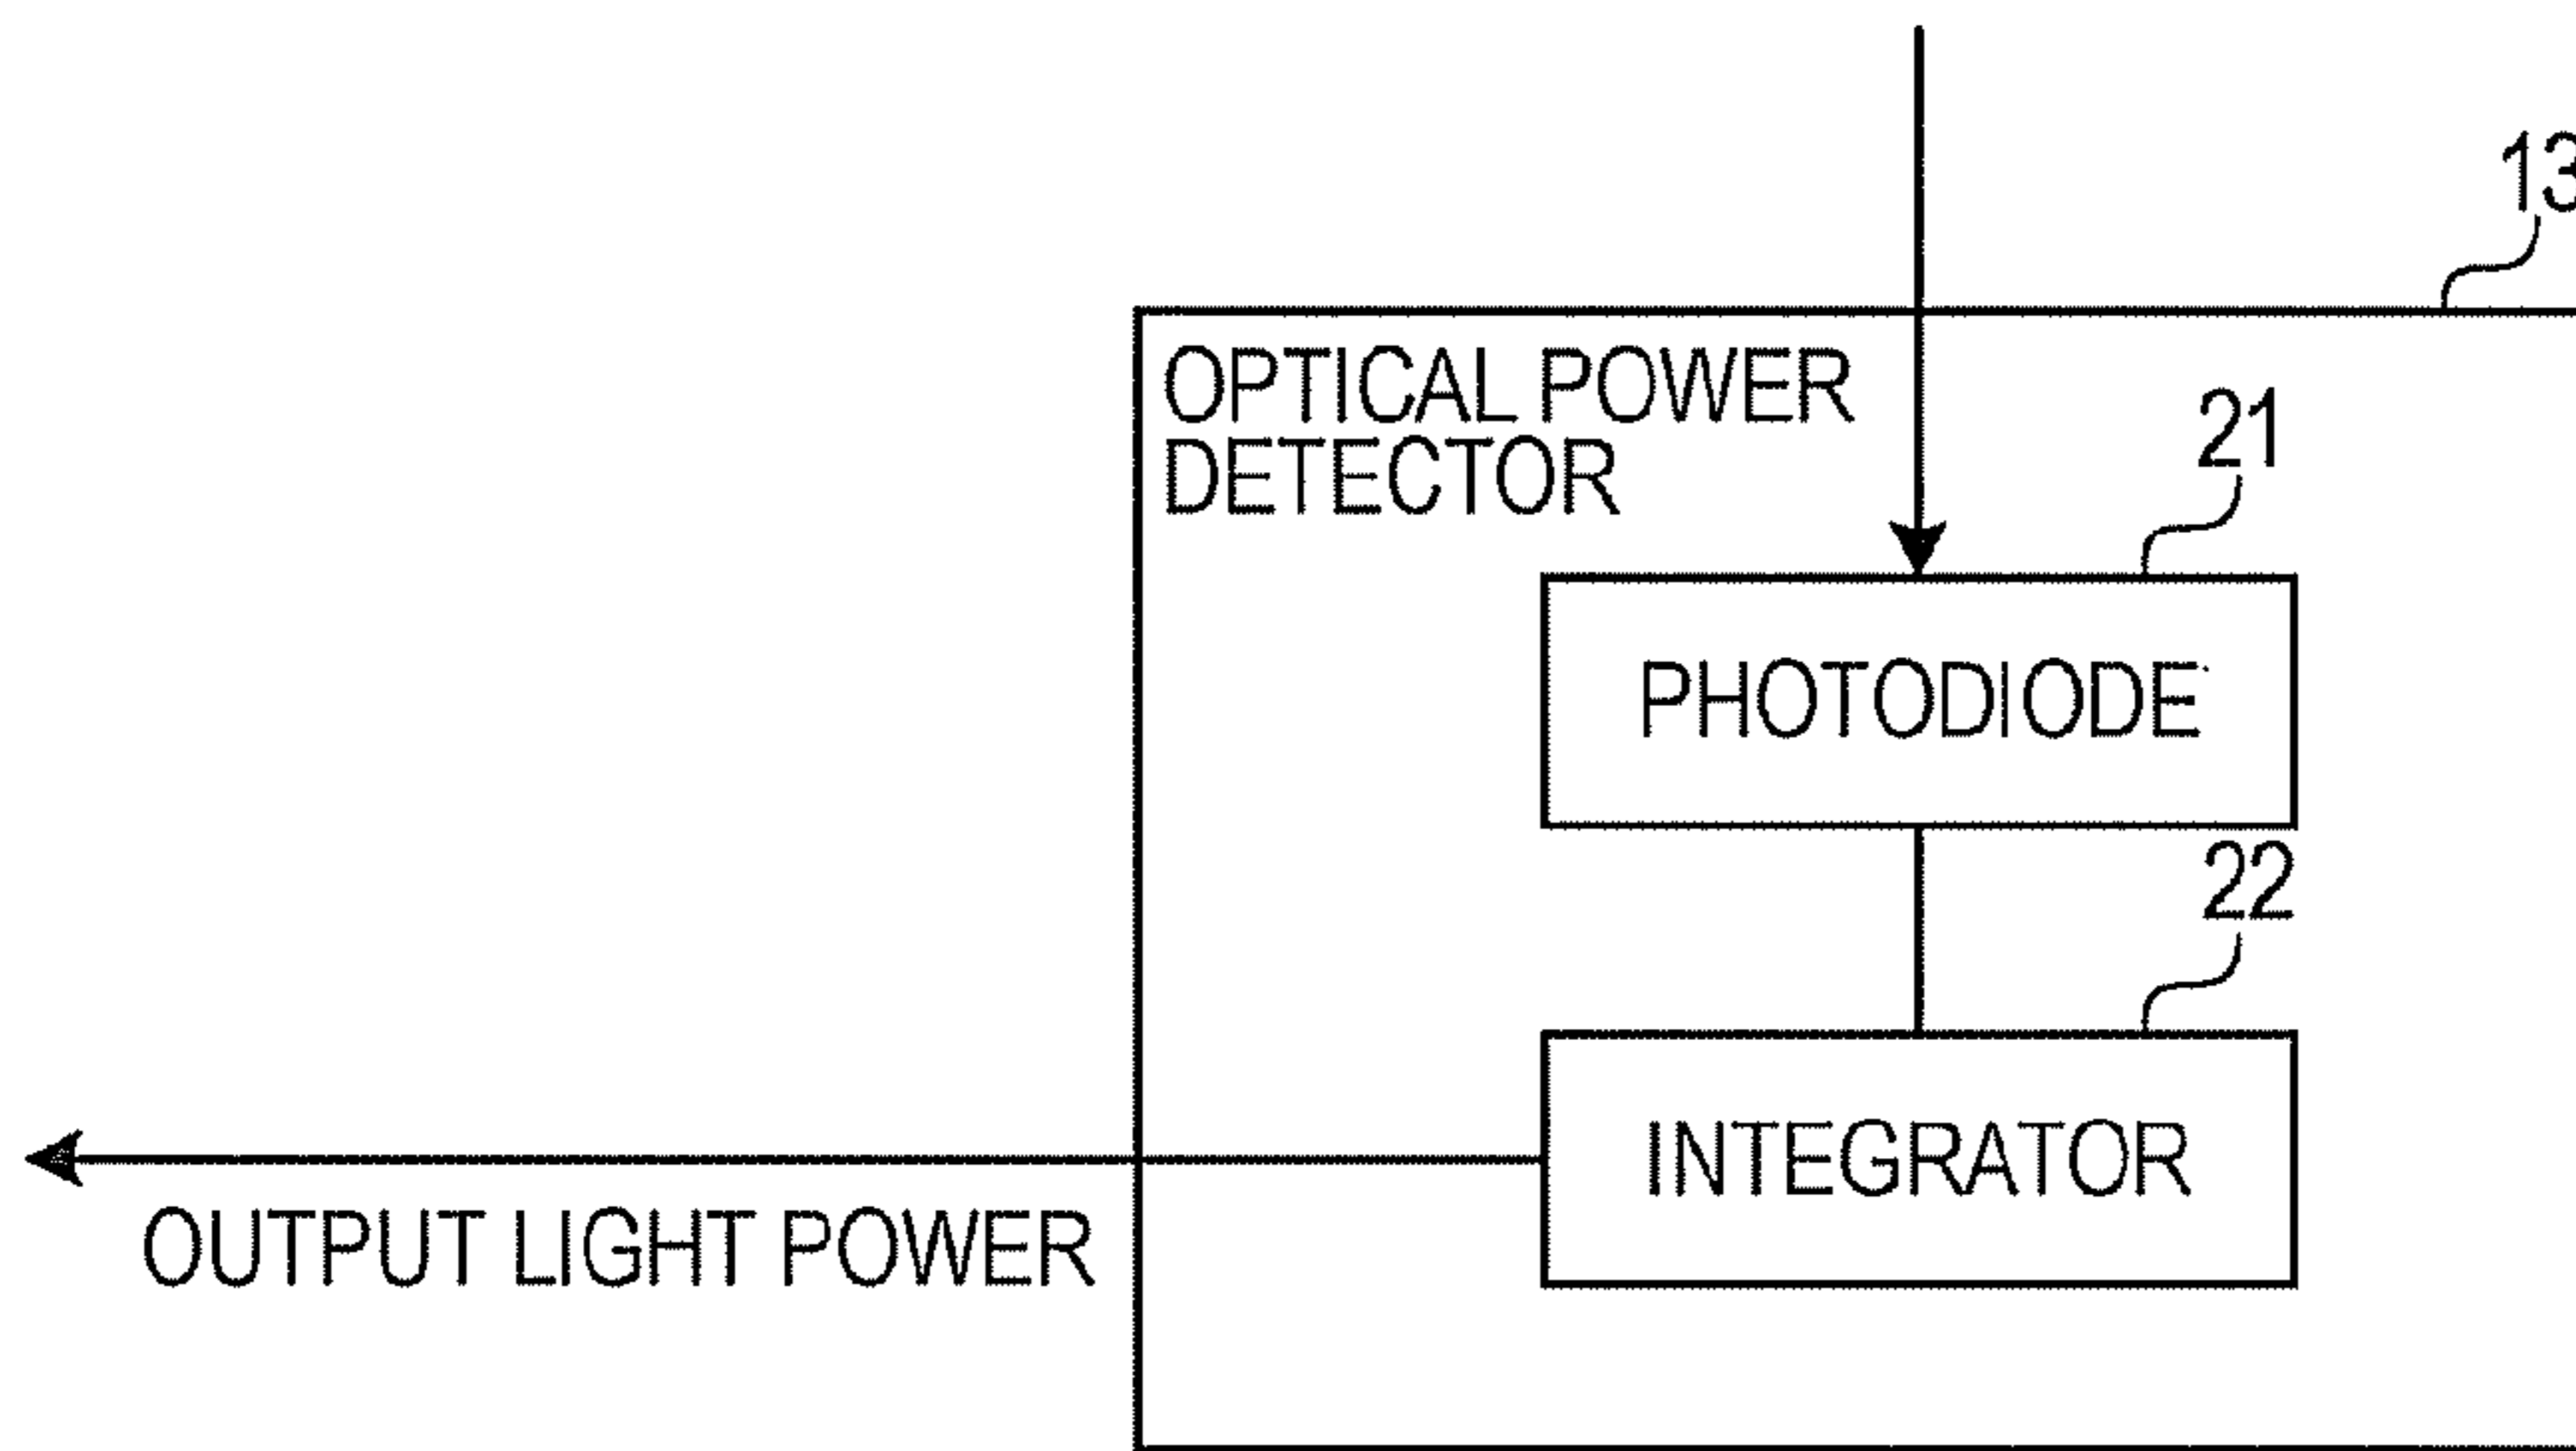 13
OPTICAL POWER
DETECTOR
21
PHOTODIODE
22
INTEGRATOR
OUTPUT LIGHT POWER